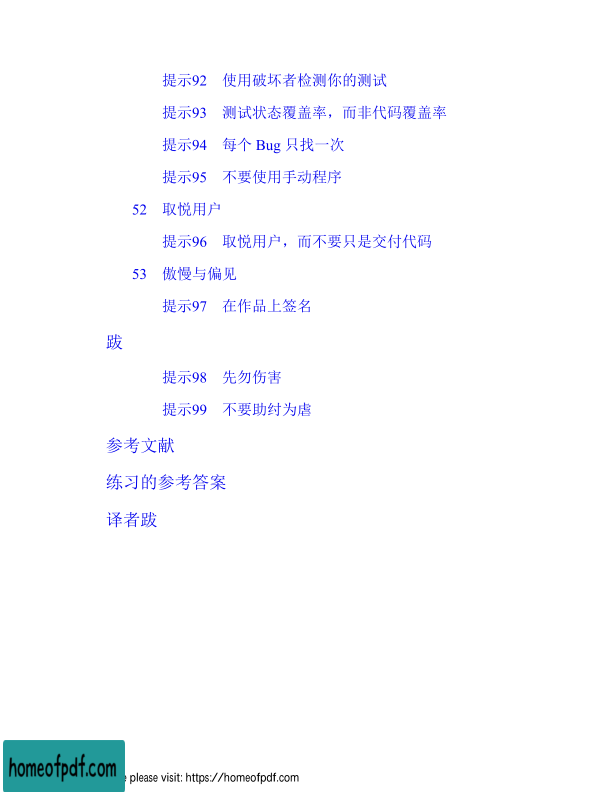 提示92 使用破坏者检测你的测试
提示93 测试状态覆盖率，而非代码覆盖率
提示94 每个 Bug 只找一次
提示95 不要使用手动程序
52 取悦用户
提示96 取悦用户，而不要只是交付代码
53 傲慢与偏见
提示97 在作品上签名
跋
提示98 先勿伤害
提示99 不要助纣为虐
参考文献
练习的参考答案
译者跋
homeofpdf.com
please visit: https://homeofpdf.com